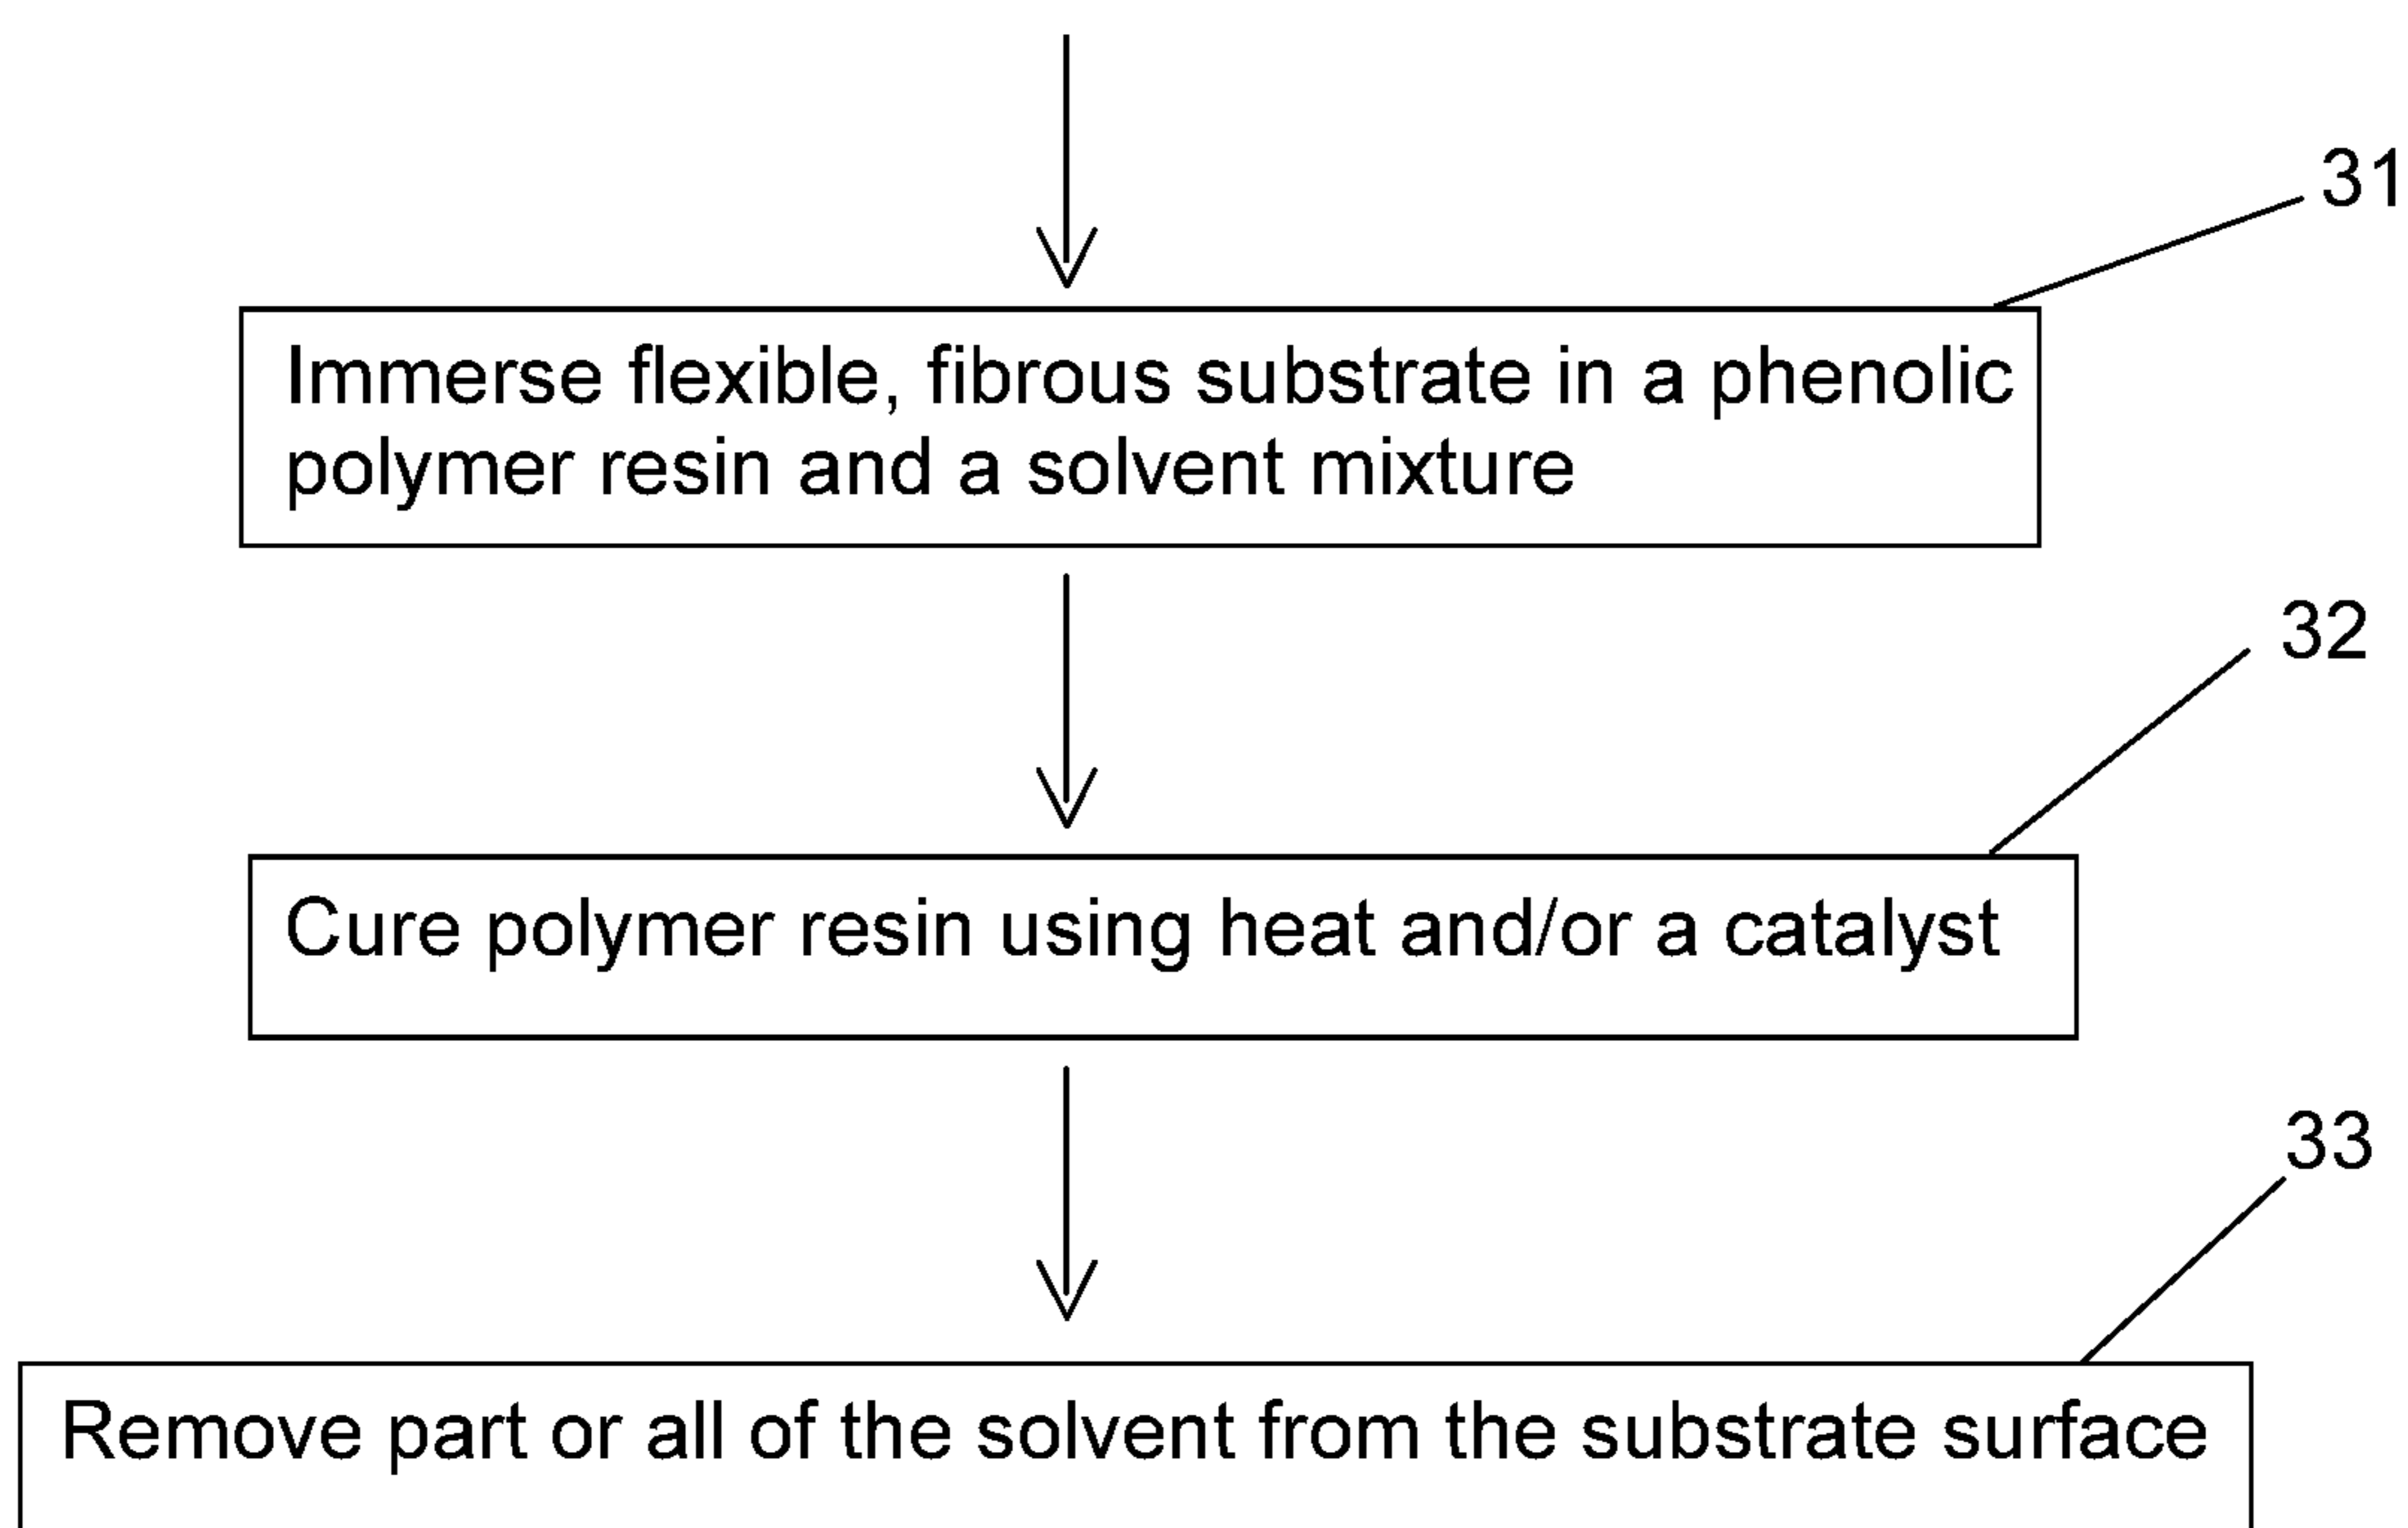 31
Immerse flexible, fibrous substrate in a phenolic
polymer resin and a solvent mixture
32
Cure polymer resin using heat and/or a catalyst
33
Remove part or all of the solvent from the substrate surface